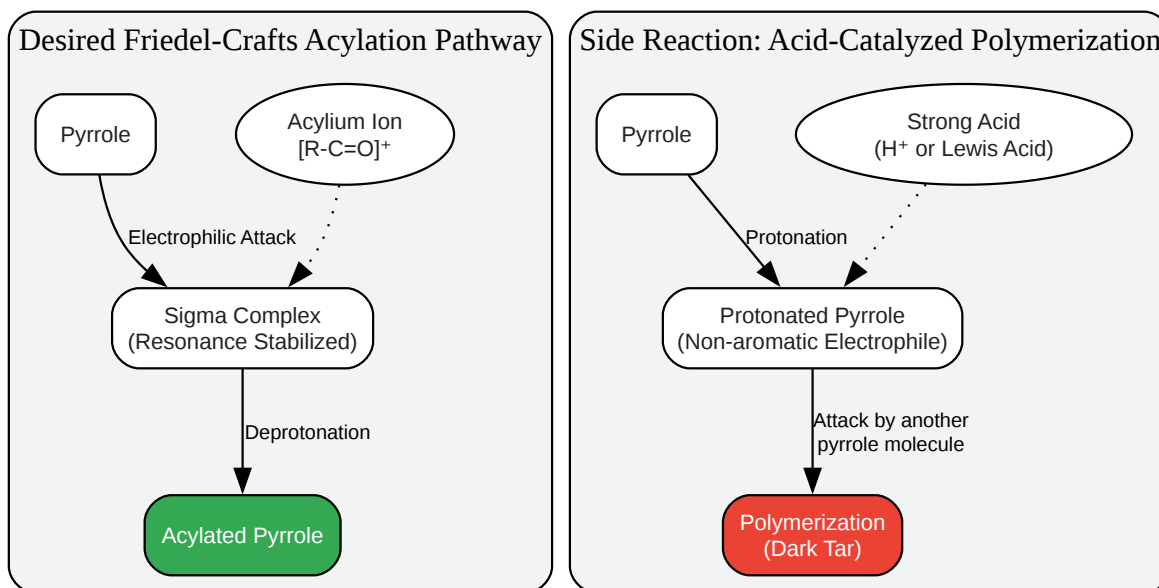 Desired Friedel-Crafts Acylation Pathway
Pyrrole
Acylium Ion
[R-C=O]⁺
Electrophilic Attack
Sigma Complex
(Resonance Stabilized)
Deprotonation
Acylated Pyrrole
Side Reaction: Acid-Catalyzed Polymerization
Pyrrole
Strong Acid
(H⁺ or Lewis Acid)
Protonation
Protonated Pyrrole
(Non-aromatic Electrophile)
Attack by another
pyrrole molecule
Polymerization
(Dark Tar)